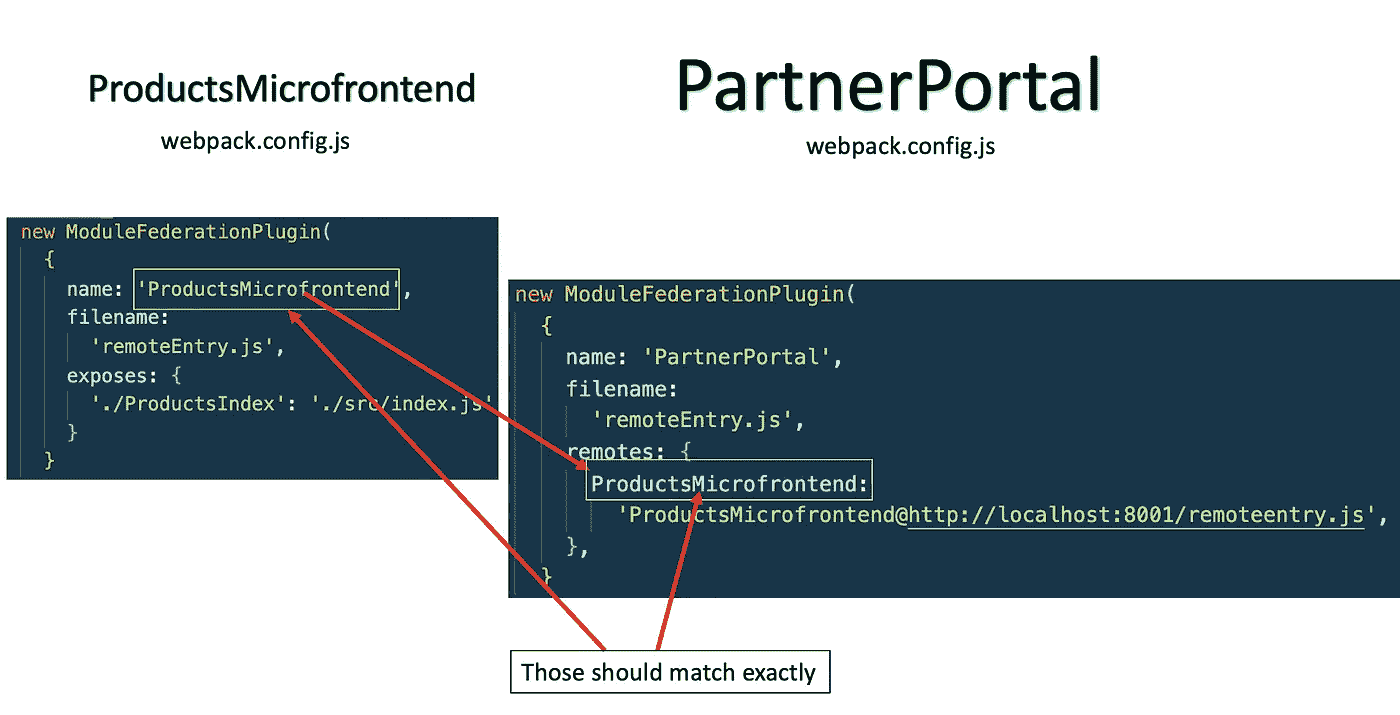 ProductsMicrofrontend
webpack.config.js
new ModuleFederationPlugin(
{
name: 'ProductsMicrofrontend',
filename:
'remoteEntry.js',
exposes: {
'./ProductsIndex': './src/index.js'
}
}
PartnerPortal
webpack.config.js
new ModuleFederationPlugin(
{
name: 'PartnerPortal',
filename:
'remoteEntry.js',
remotes: {
ProductsMicrofrontend:
'ProductsMicrofrontend@http://localhost:8001/remoteentry.js',
},
}
Those should match exactly